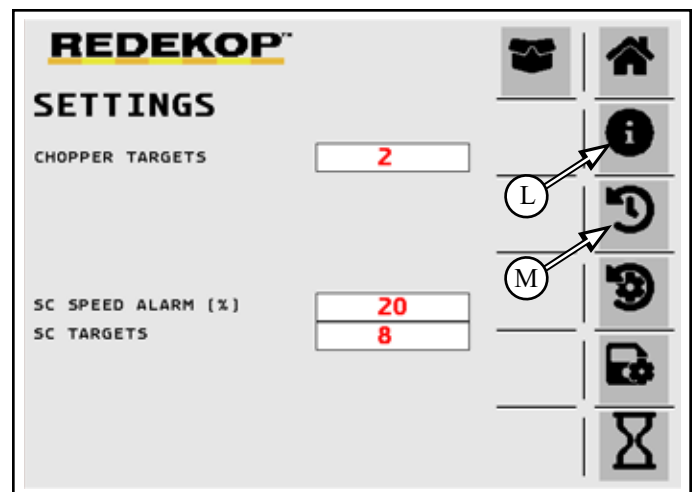 REDEKOP™
SETTINGS
CHOPPER TARGETS 2
L
M
SC SPEED ALARM (%) 20
SC TARGETS 8